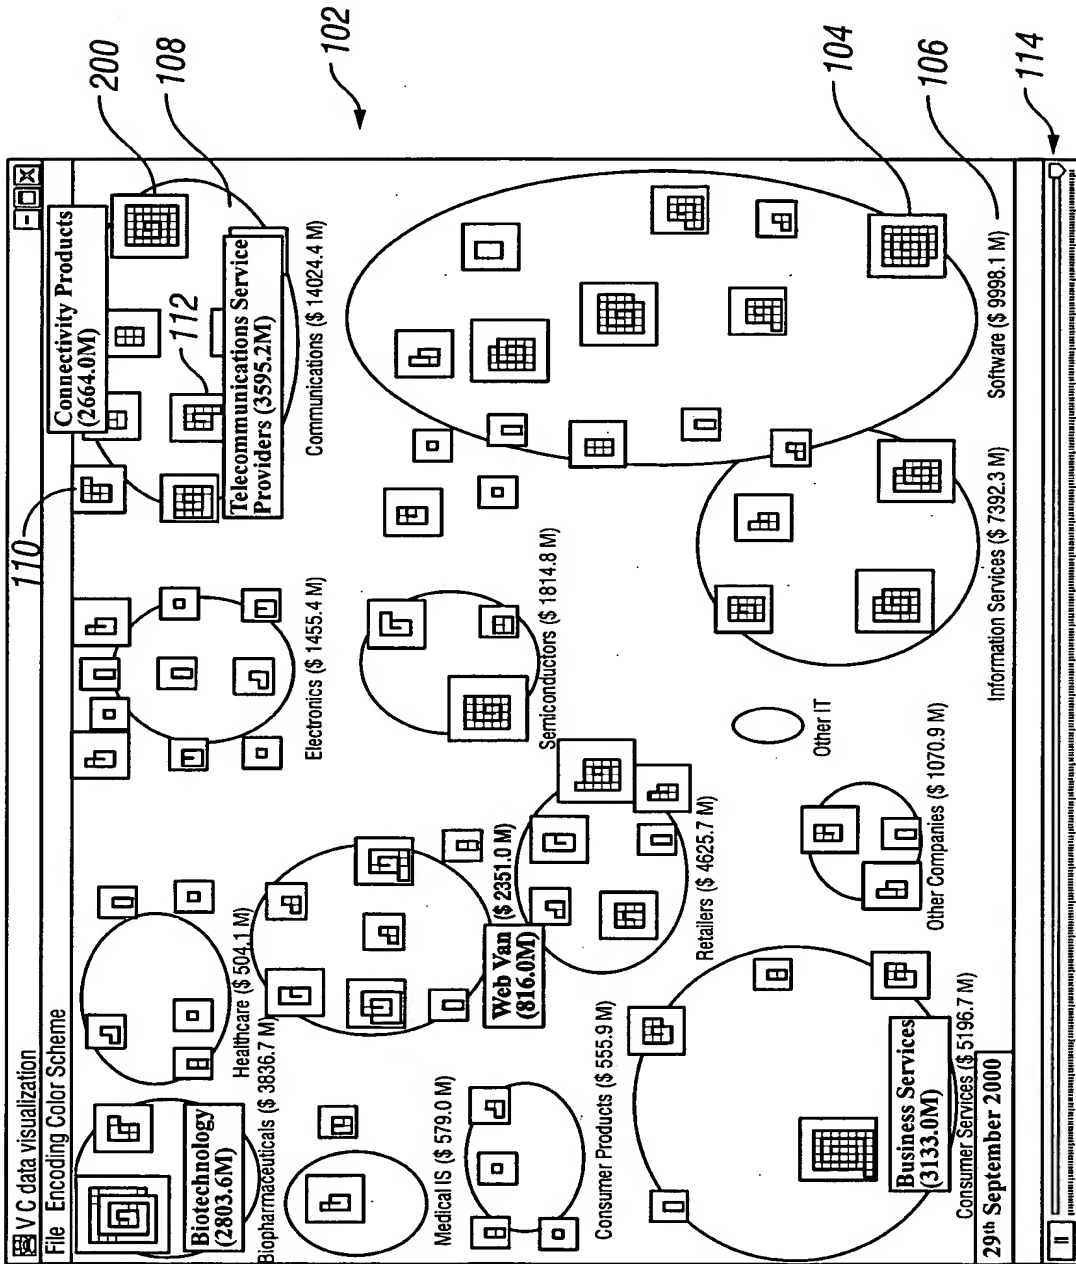 V C data visualization
File Encoding Color Scheme
Biotechnology
(2803.6M)
Biopharmaceuticals ($ 3836.7 M)
Healthcare ($ 504.1 M)
Electronics ($ 1455.4 M)
Connectivity Products
(2664.0M)
Telecommunications Service
Providers (3595.2M)
Communications ($ 14024.4 M)
110
112
200
108
102
Medical IS ($ 579.0 M)
Web Van
(816.0M)
($ 2351.0 M)
Semiconductors ($ 1814.8 M)
Consumer Products ($ 555.9 M)
Retailers ($ 4625.7 M)
Other IT
Business Services
(3133.0M)
Consumer Services ($ 5196.7 M)
Other Companies ($ 1070.9 M)
Information Services ($ 7392.3 M)
Software ($ 9998.1 M)
104
106
114
29th September 2000